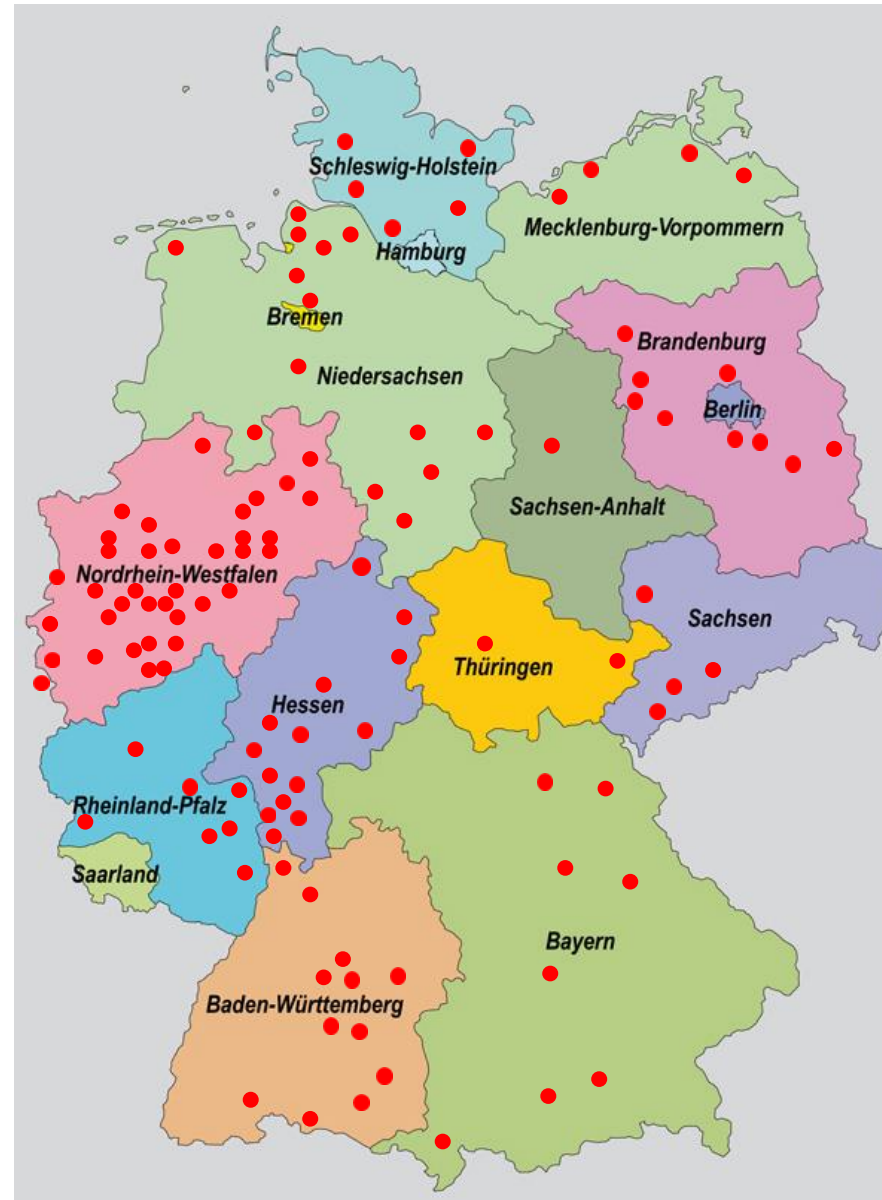 Schleswig-Holstein
Mecklenburg-Vorpommern
Hamburg
Bremen
Brandenburg
Niedersachsen
Berlin
Sachsen-Anhalt
Nordrhein-Westfalen
Sachsen
Thüringen
Hessen
Rheinland-Pfalz
Saarland
Bayern
Baden-Württemberg